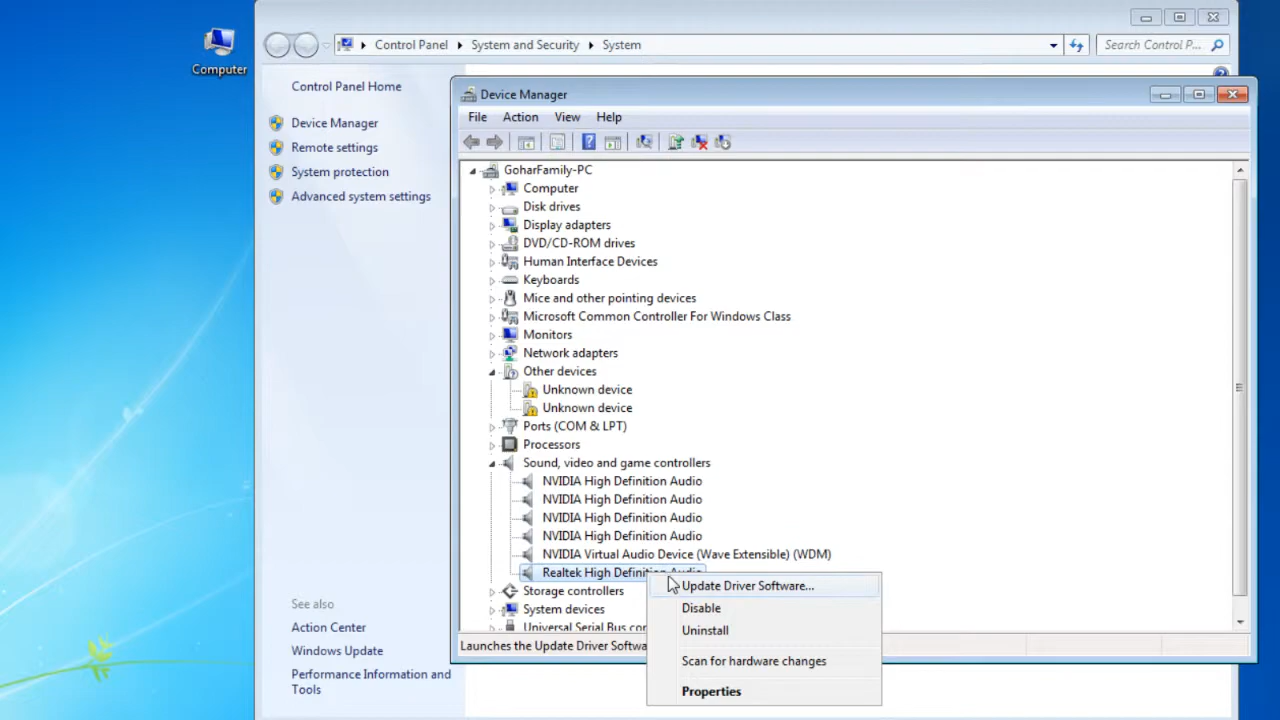 Computer
Control Panel
System and Security
System
Search Control P...
Control Panel Home
Device Manager
Remote settings
System protection
Advanced system settings
See also
Action Center
Windows Update
Performance Information and
Tools
Device Manager
File
Action
View
Help
GoharFamily-PC
Computer
Disk drives
Display adapters
DVD/CD-ROM drives
Human Interface Devices
Keyboards
Mice and other pointing devices
Microsoft Common Controller For Windows Class
Monitors
Network adapters
Other devices
Unknown device
Unknown device
Ports (COM & LPT)
Processors
Sound, video and game controllers
NVIDIA High Definition Audio
NVIDIA High Definition Audio
NVIDIA High Definition Audio
NVIDIA High Definition Audio
NVIDIA Virtual Audio Device (Wave Extensible) (WDM)
Realtek High Definition Audio
Storage controllers
System devices
Universal Serial Bus con
Launches the Update Driver Softwa
Update Driver Software...
Disable
Uninstall
Scan for hardware changes
Properties